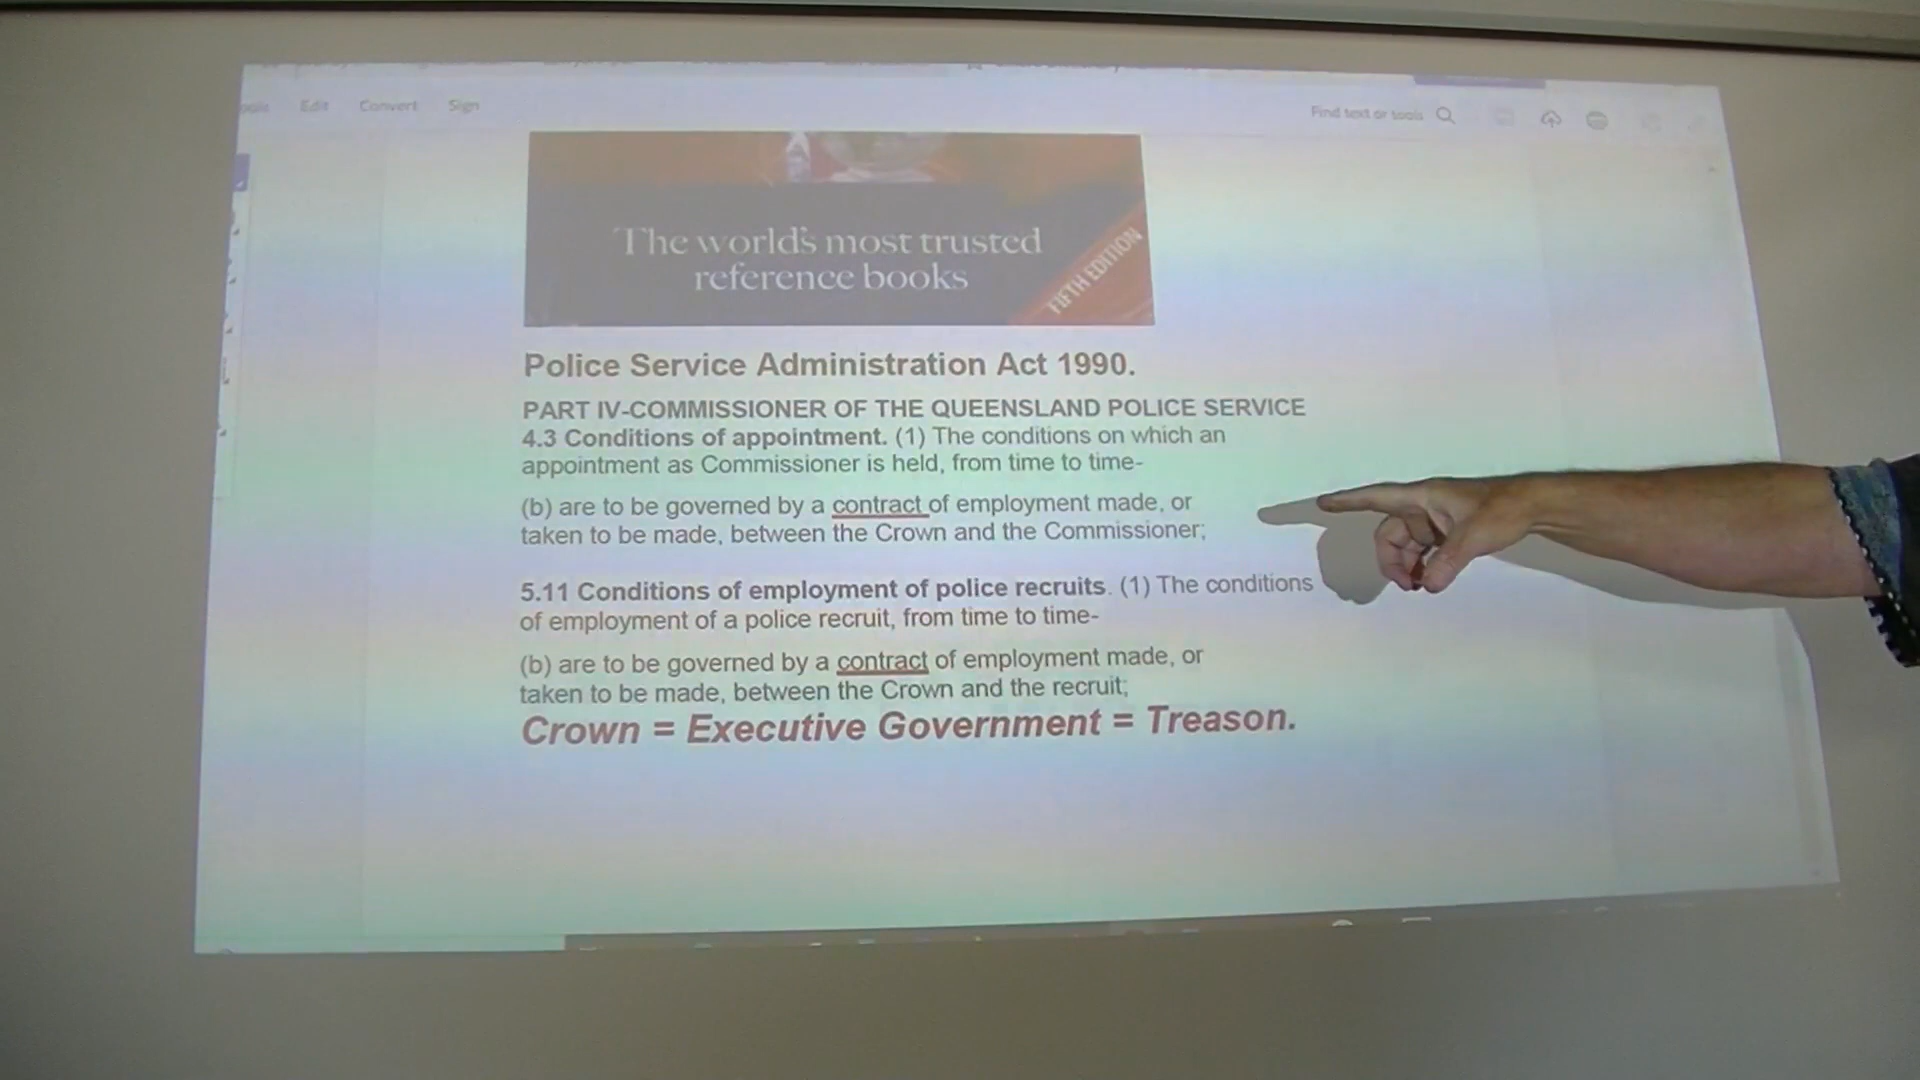 Edit Convert Sign
Find text or tools
The world's most trusted
reference books
FIFTH EDITION
Police Service Administration Act 1990.
PART IV-COMMISSIONER OF THE QUEENSLAND POLICE SERVICE
4.3 Conditions of appointment. (1) The conditions on which an
appointment as Commissioner is held, from time to time-
(b) are to be governed by a contract of employment made, or
taken to be made, between the Crown and the Commissioner;
5.11 Conditions of employment of police recruits. (1) The conditions
of employment of a police recruit, from time to time-
(b) are to be governed by a contract of employment made, or
taken to be made, between the Crown and the recruit;
Crown = Executive Government = Treason.